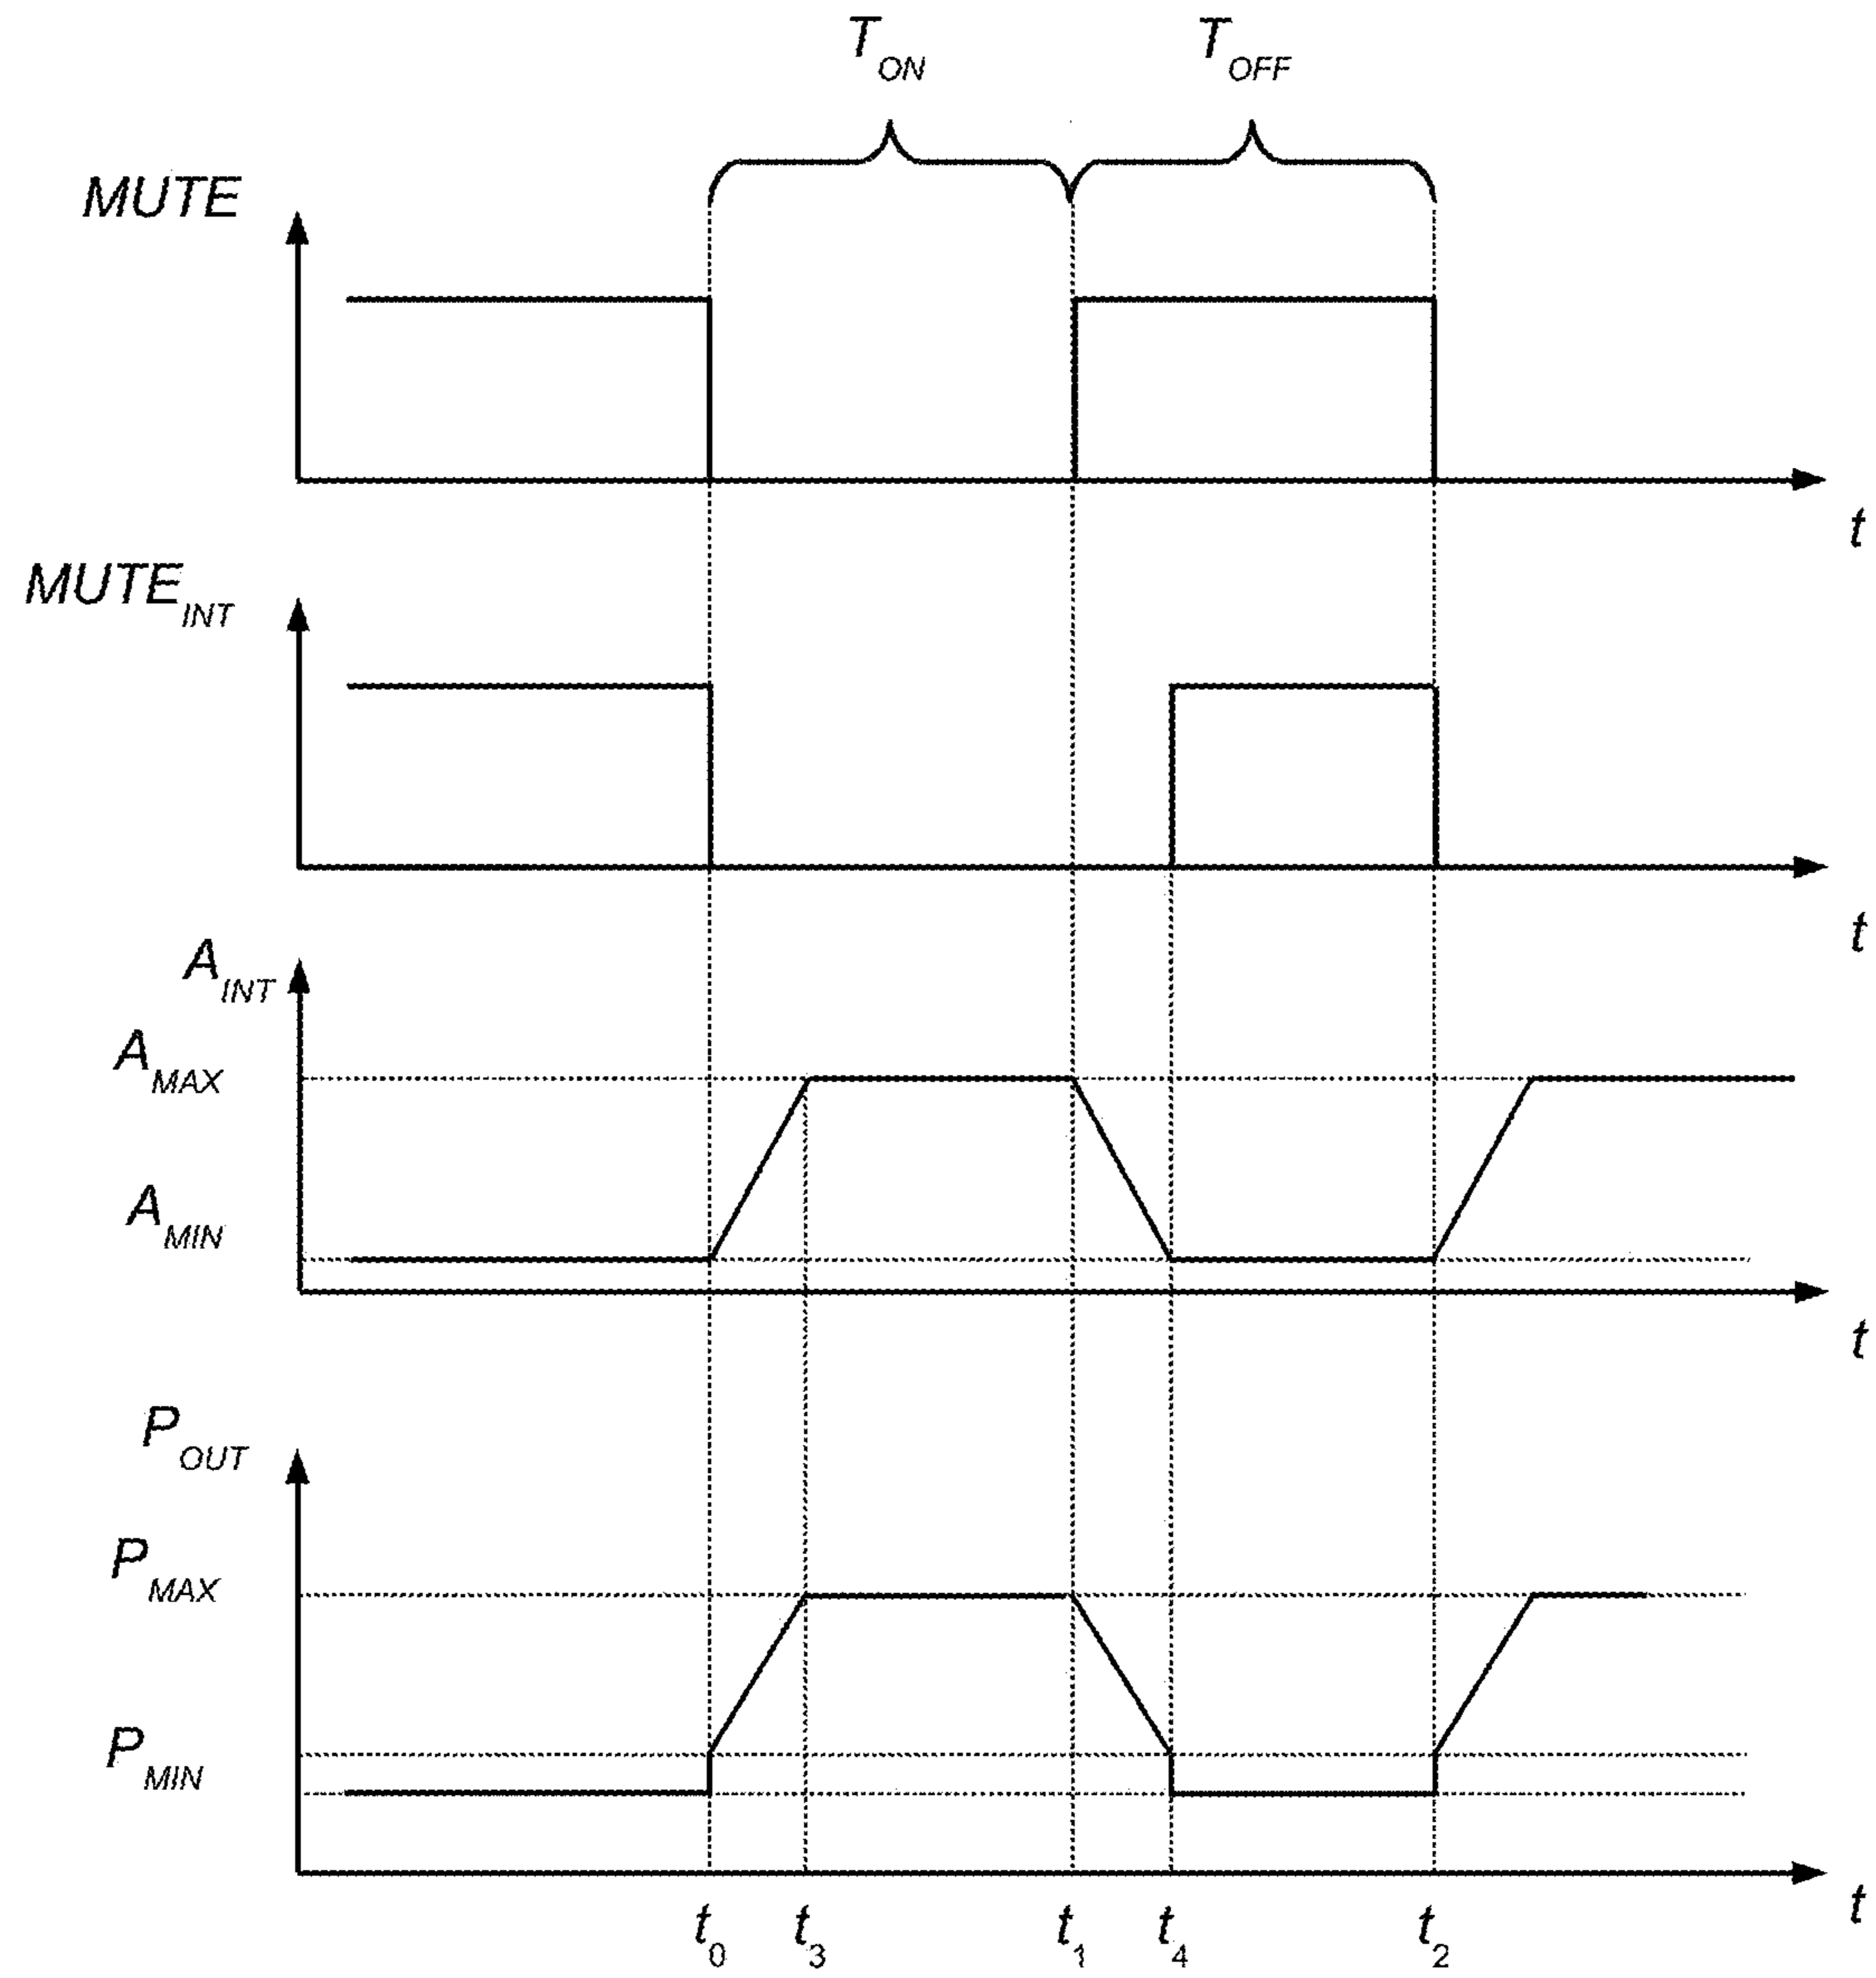 T_ON T_OFF
MUTE
t
MUTE_INT
t
A_INT
A_MAX
A_MIN
t
P_OUT
P_MAX
P_MIN
t
t_0 t_3 t_1 t_4 t_2